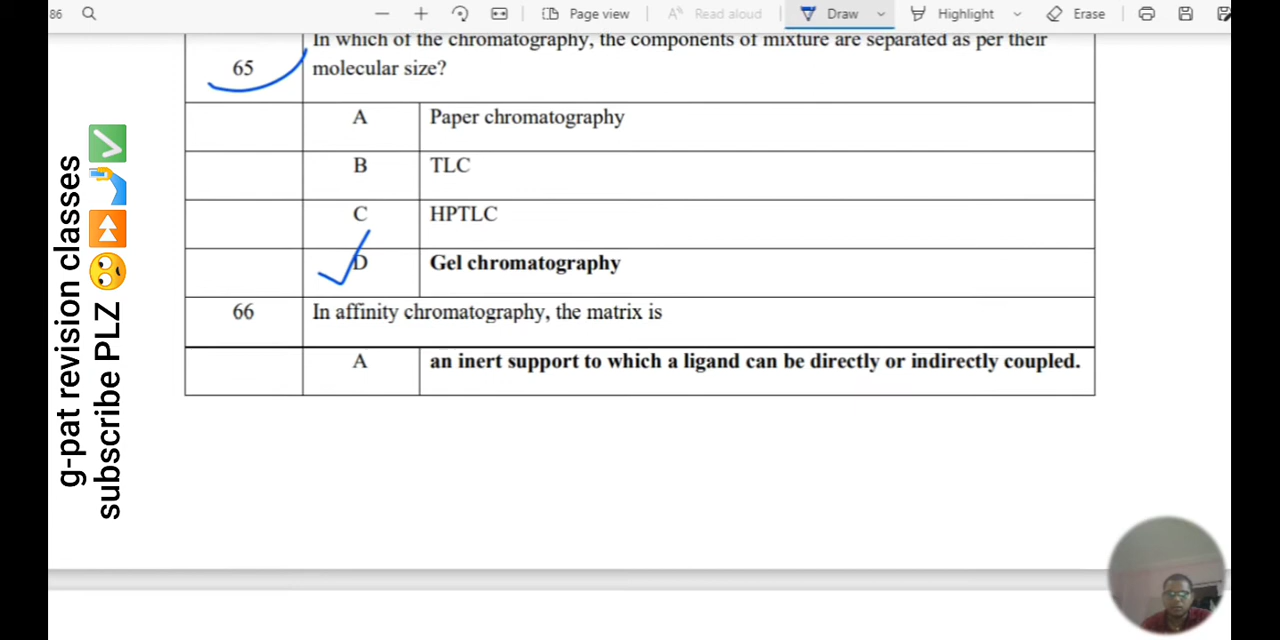 86
Page view
Read aloud
Draw
Highlight
Erase
In which of the chromatography, the components of mixture are separated as per their
65
molecular size?
A Paper chromatography
B TLC
C HPTLC
D Gel chromatography
66 In affinity chromatography, the matrix is
A an inert support to which a ligand can be directly or indirectly coupled.
g-pat revision classes
subscribe PLZ